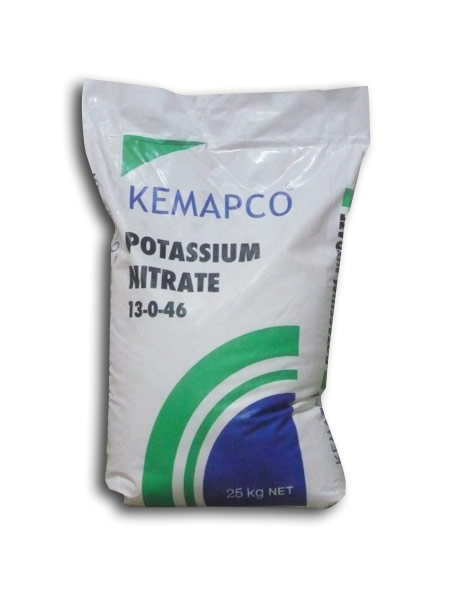 KEMAPCO
POTASSIUM
NITRATE
13-0-46
25 kg NET